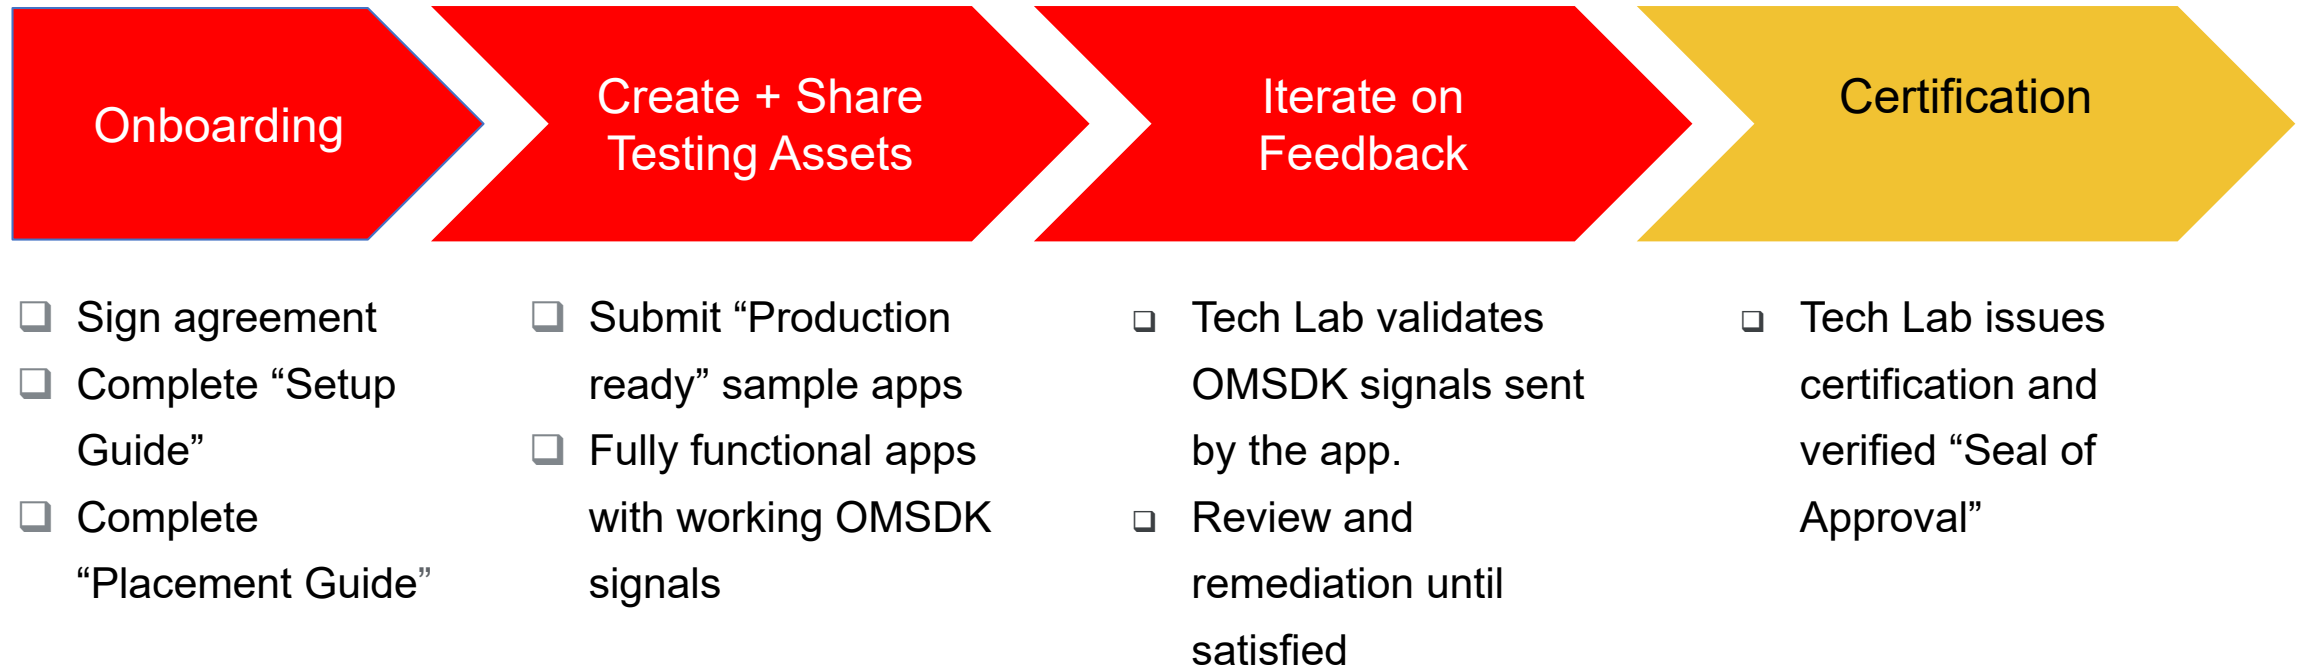 Onboarding
Create + Share
Testing Assets
Iterate on
Feedback
Certification
Sign agreement
Complete “Setup
Guide”
Complete
“Placement Guide”
Submit “Production
ready” sample apps
Fully functional apps
with working OMSDK
signals
Tech Lab validates
OMSDK signals sent
by the app.
Review and
remediation until
satisfied
Tech Lab issues
certification and
verified “Seal of
Approval”